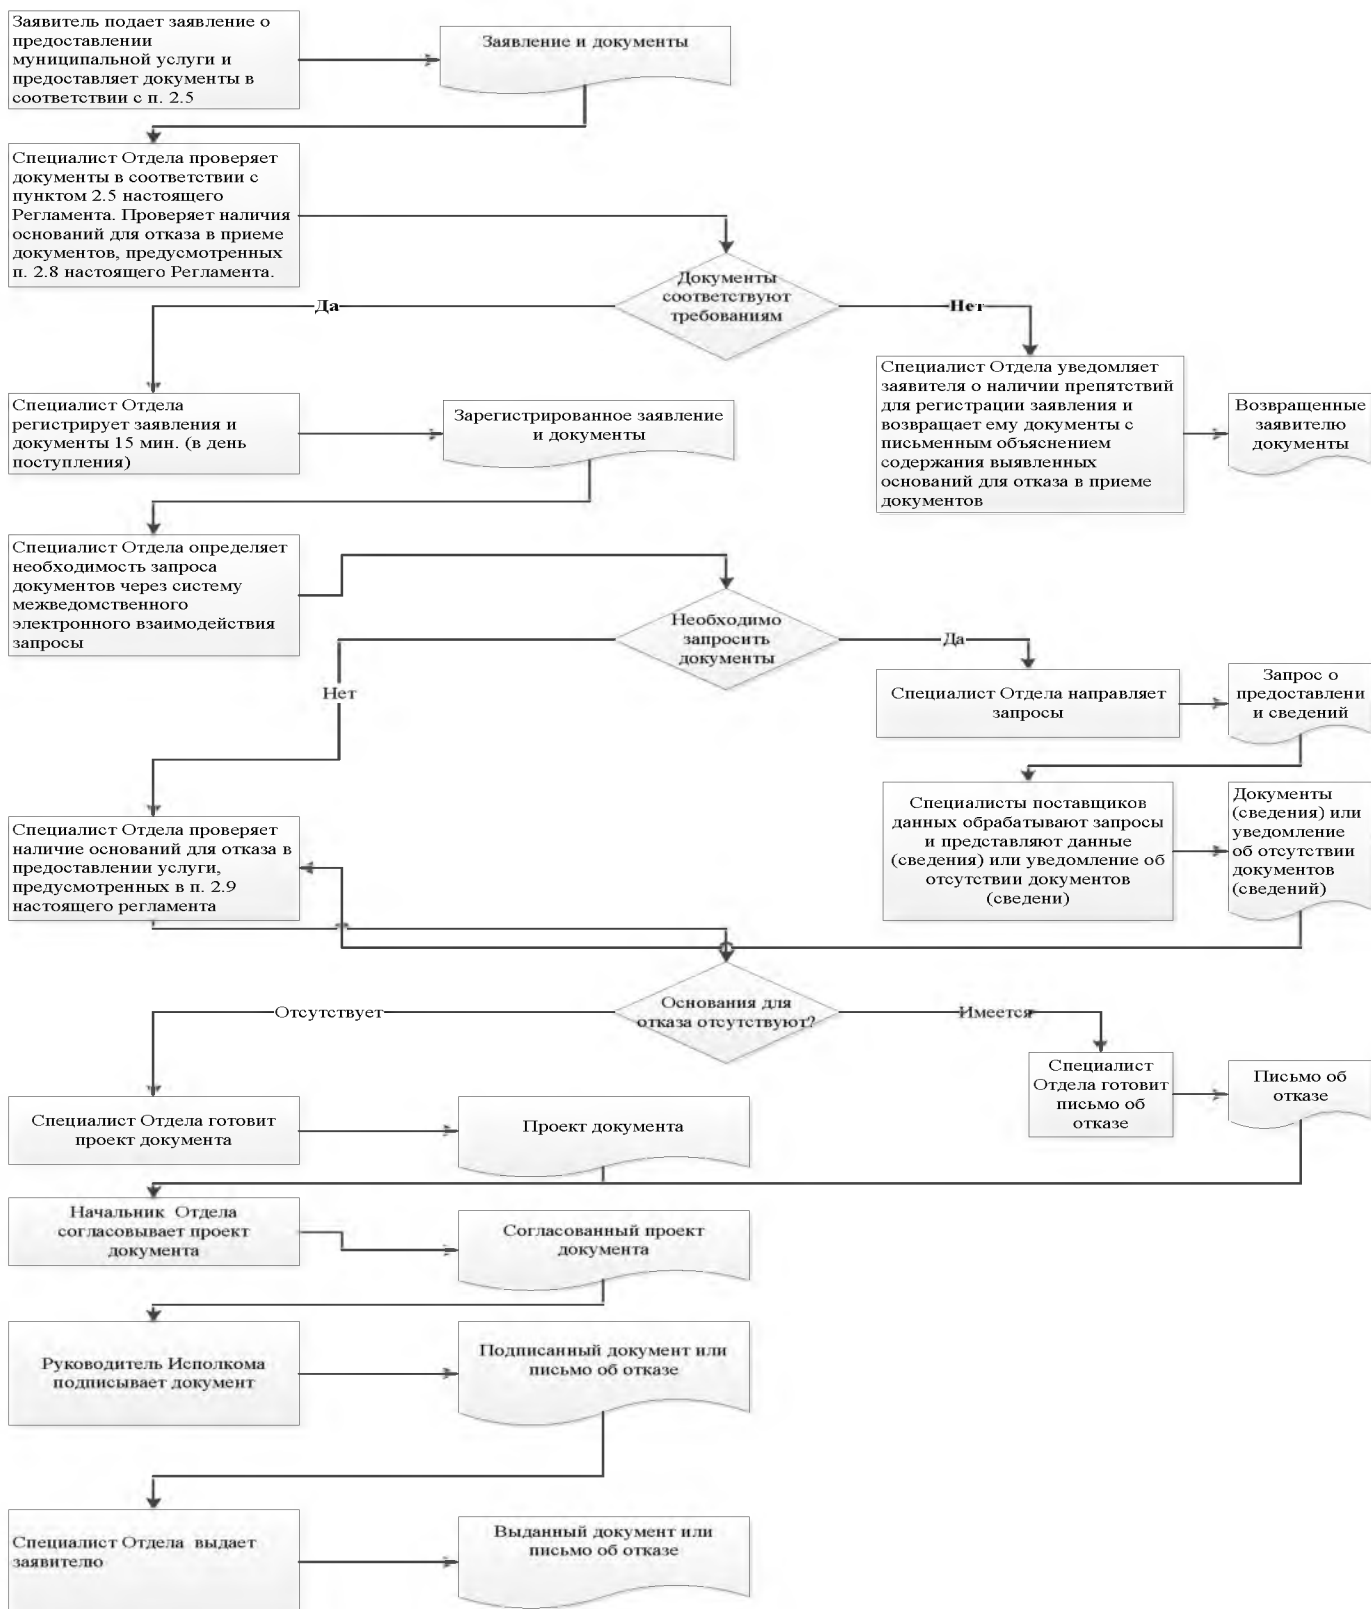 Заявитель подает заявление о
предоставлении
муниципальной услуги и
предоставляет документы в
соответствии с п. 2.5
Заявление и документы
Специалист Отдела проверяет
документы в соответствии с
пунктом 2.5 настоящего
Регламента. Проверяет наличия
оснований для отказа в приеме
документов, предусмотренных
п. 2.8 настоящего Регламента.
Документы
соответствуют
требованиям
Да
Нет
Специалист Отдела
регистрирует заявления и
документы 15 мин. (в день
поступления)
Зарегистрированное заявление
и документы
Специалист Отдела уведомляет
заявителя о наличии препятствий
для регистрации заявления и
возвращает ему документы с
письменным объяснением
содержания выявленных
оснований для отказа в приеме
документов
Возвращенные
заявителю
документы
Специалист Отдела определяет
необходимость запроса
документов через систему
межведомственного
электронного взаимодействия
запросы
Необходимо
запросить
документы
Да
Нет
Специалист Отдела направляет
запросы
Запрос о
предоставлени
и сведений
Специалисты поставщиков
данных обрабатывают запросы
и представляют данные
(сведения) или уведомление об
отсутствии документов
(сведени)
Документы
(сведения) или
уведомление
об отсутствии
документов
(сведений)
Специалист Отдела проверяет
наличие оснований для отказа в
предоставлении услуги,
предусмотренных в п. 2.9
настоящего регламента
Основания для
отказа отсутствуют?
Отсутствует
Имеется
Специалист
Отдела готовит
письмо об
отказе
Письмо об
отказе
Специалист Отдела готовит
проект документа
Проект документа
Начальник Отдела
согласовывает проект
документа
Согласованный проект
документа
Руководитель Исполкома
подписывает документ
Подписанный документ или
письмо об отказе
Специалист Отдела выдает
заявителю
Выданный документ или
письмо об отказе